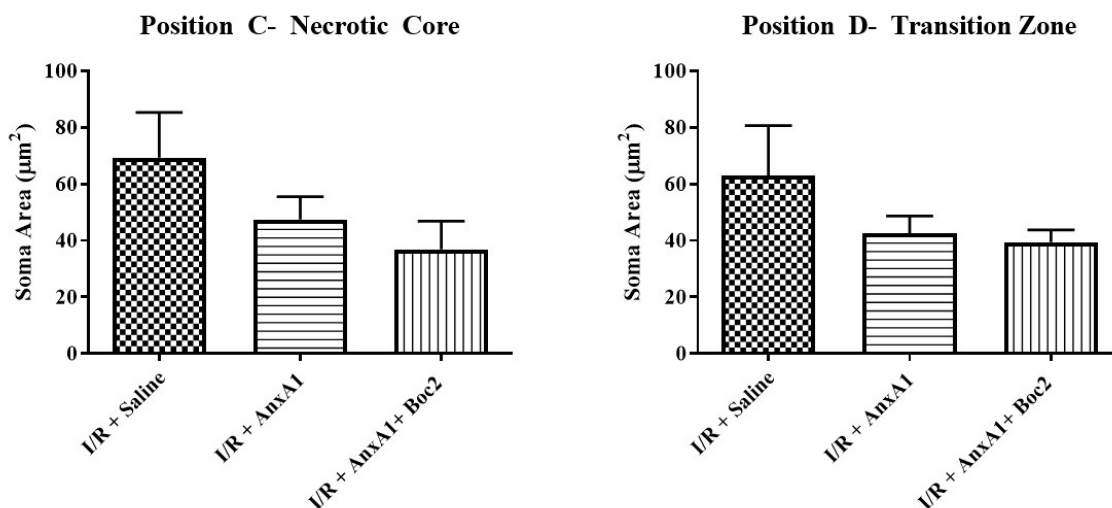 Position C- Necrotic Core
100
80
60
40
20
0
Soma Area (µm²)
I/R + Saline
I/R + AnxA1
I/R + AnxA1+ Boc2
Position D- Transition Zone
100
80
60
40
20
0
Soma Area (µm²)
I/R + Saline
I/R + AnxA1
I/R + AnxA1+ Boc2